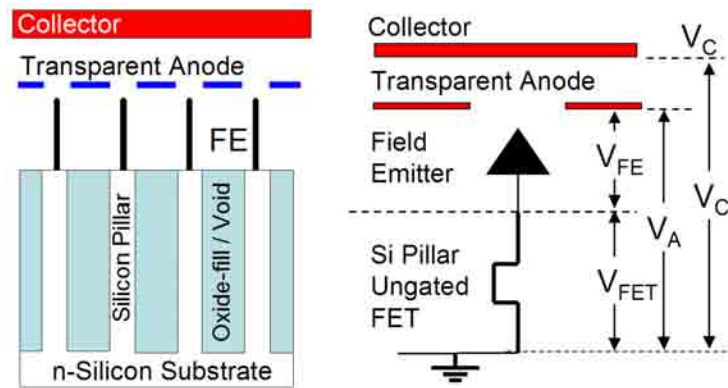 Collector
Transparent Anode
FE
Silicon Pillar
Oxide-fill / Void
n-Silicon Substrate
Collector
V_C
Transparent Anode
Field
Emitter
V_FE
V_C
V_A
Si Pillar
Ungated
FET
V_FET